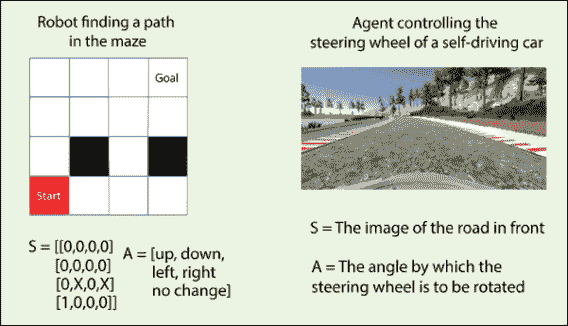 Robot finding a path
in the maze
Goal
Start
S = [[0,0,0,0]
[0,0,0,0]
[0,X,0,X]
[1,0,0,0]]
A = [up, down,
left, right
no change]
Agent controlling the
steering wheel of a self-driving car
S = The image of the road in front
A = The angle by which the
steering wheel is to be rotated